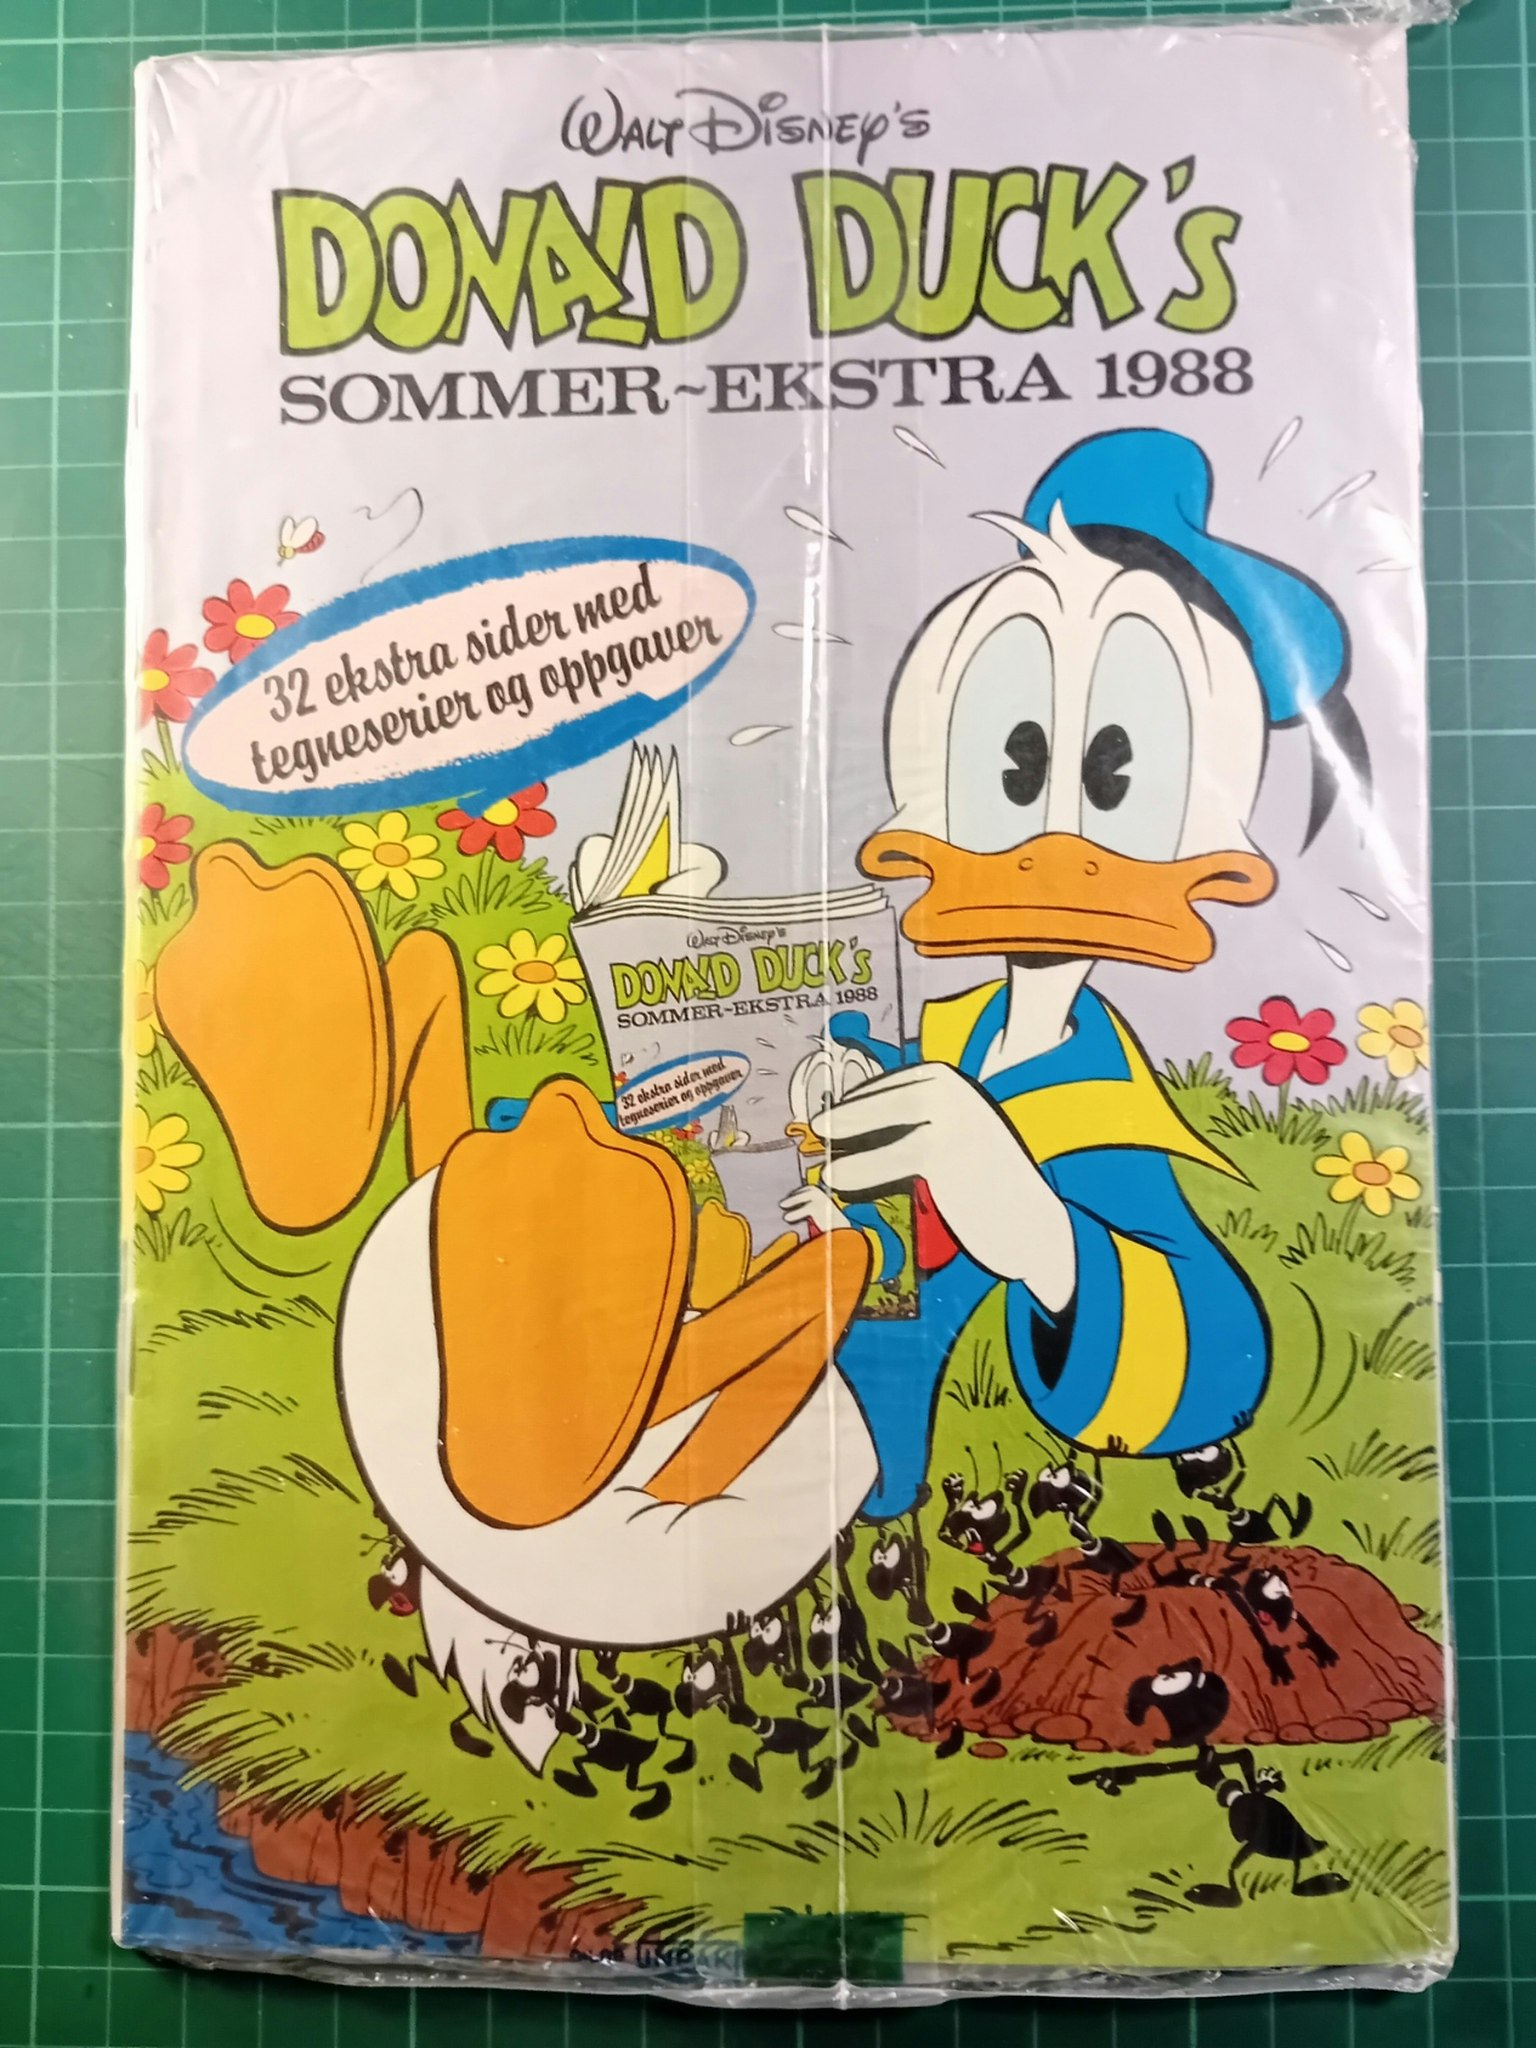 WALT DISNEY'S
DONALD DUCK's
SOMMER~EKSTRA 1988
32 ekstra sider med
tegneserier og oppgaver
WALT DISNEY'S
DONALD DUCK's
SOMMER~EKSTRA 1988
32 ekstra sider med
tegneserier og oppgaver